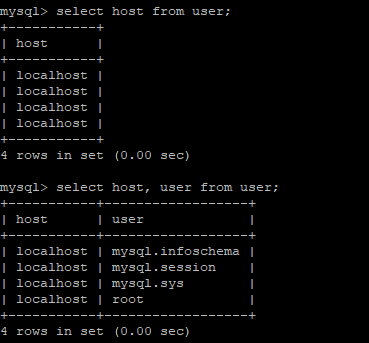 mysql> select host from user;
+-----------+
| host      |
+-----------+
| localhost |
| localhost |
| localhost |
| localhost |
+-----------+
4 rows in set (0.00 sec)
mysql> select host, user from user;
+-----------+------------------+
| host      | user             |
+-----------+------------------+
| localhost | mysql.infoschema |
| localhost | mysql.session    |
| localhost | mysql.sys        |
| localhost | root             |
+-----------+------------------+
4 rows in set (0.00 sec)